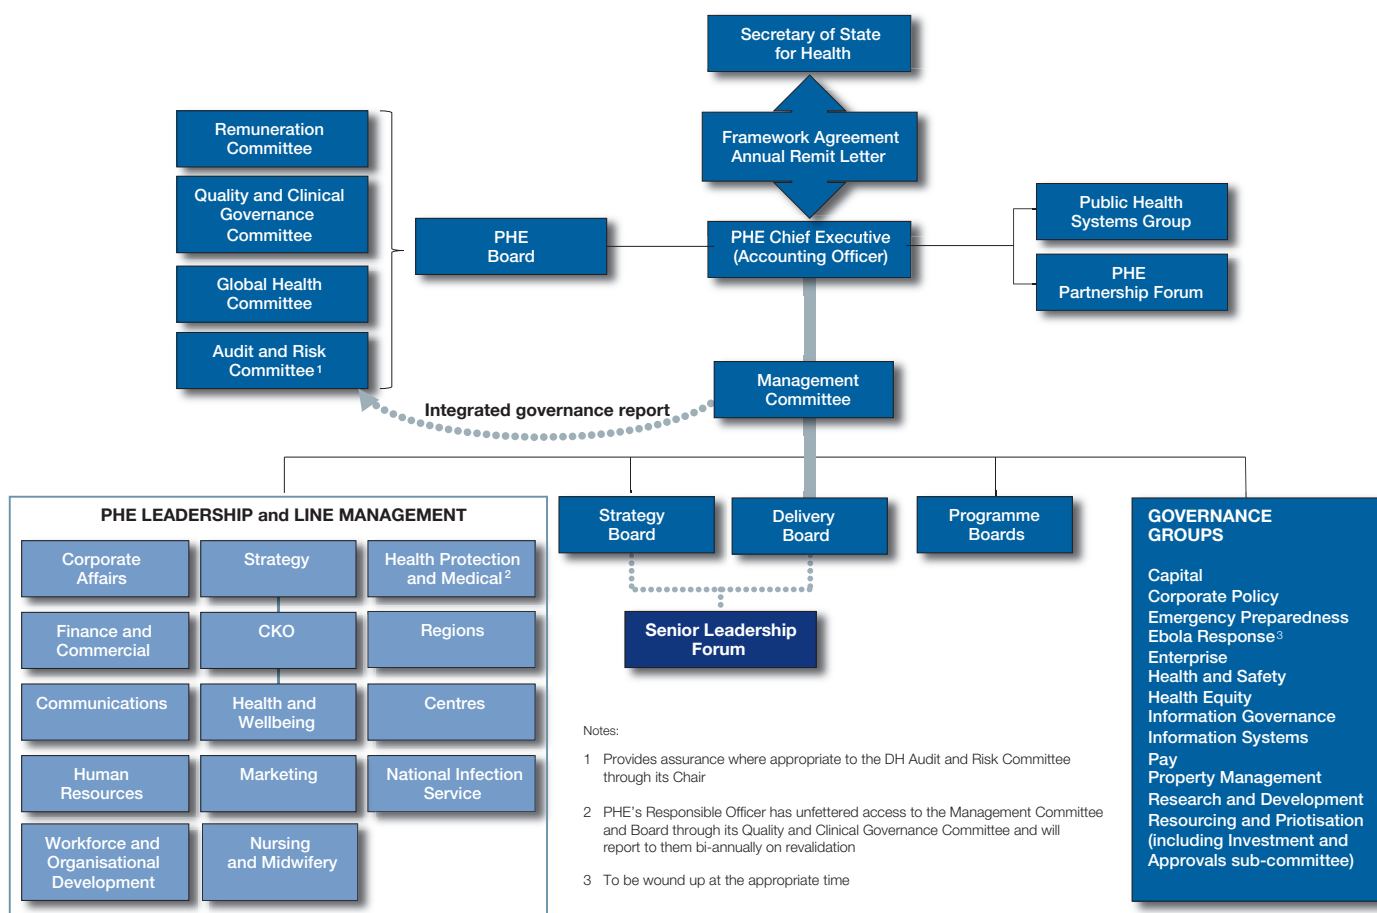 Secretary of State
for Health
Framework Agreement
Annual Remit Letter
Remuneration
Committee
Quality and Clinical
Governance
Committee
Global Health
Committee
Audit and Risk
Committee 1
PHE
Board
PHE Chief Executive
(Accounting Officer)
Public Health
Systems Group
PHE
Partnership Forum
Management
Committee
Integrated governance report
PHE LEADERSHIP and LINE MANAGEMENT
Corporate
Affairs
Strategy
Health Protection
and Medical 2
Finance and
Commercial
CKO
Regions
Communications
Health and
Wellbeing
Centres
Human
Resources
Marketing
National Infection
Service
Workforce and
Organisational
Development
Nursing
and Midwifery
Strategy
Board
Delivery
Board
Programme
Boards
Senior Leadership
Forum
GOVERNANCE
GROUPS
Capital
Corporate Policy
Emergency Preparedness
Ebola Response 3
Enterprise
Health and Safety
Health Equity
Information Governance
Information Systems
Pay
Property Management
Research and Development
Resourcing and Priotisation
(including Investment and
Approvals sub-committee)
Notes:
1 Provides assurance where appropriate to the DH Audit and Risk Committee
through its Chair
2 PHE's Responsible Officer has unfettered access to the Management Committee
and Board through its Quality and Clinical Governance Committee and will
report to them bi-annually on revalidation
3 To be wound up at the appropriate time